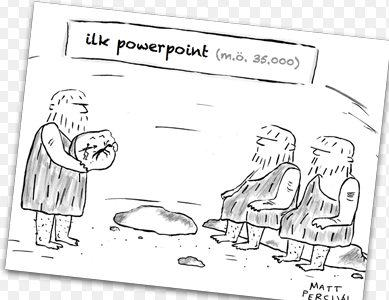 ilk powerpoint (m.ö. 35.000)
MATT
PERCIVAL